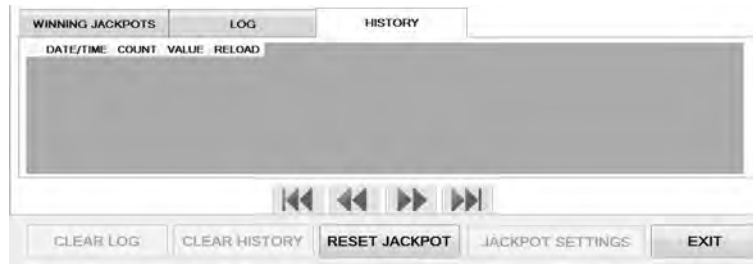 WINNING JACKPOTS LOG HISTORY
DATE/TIME COUNT VALUE RELOAD
CLEAR LOG CLEAR HISTORY RESET JACKPOT JACKPOT SETTINGS EXIT